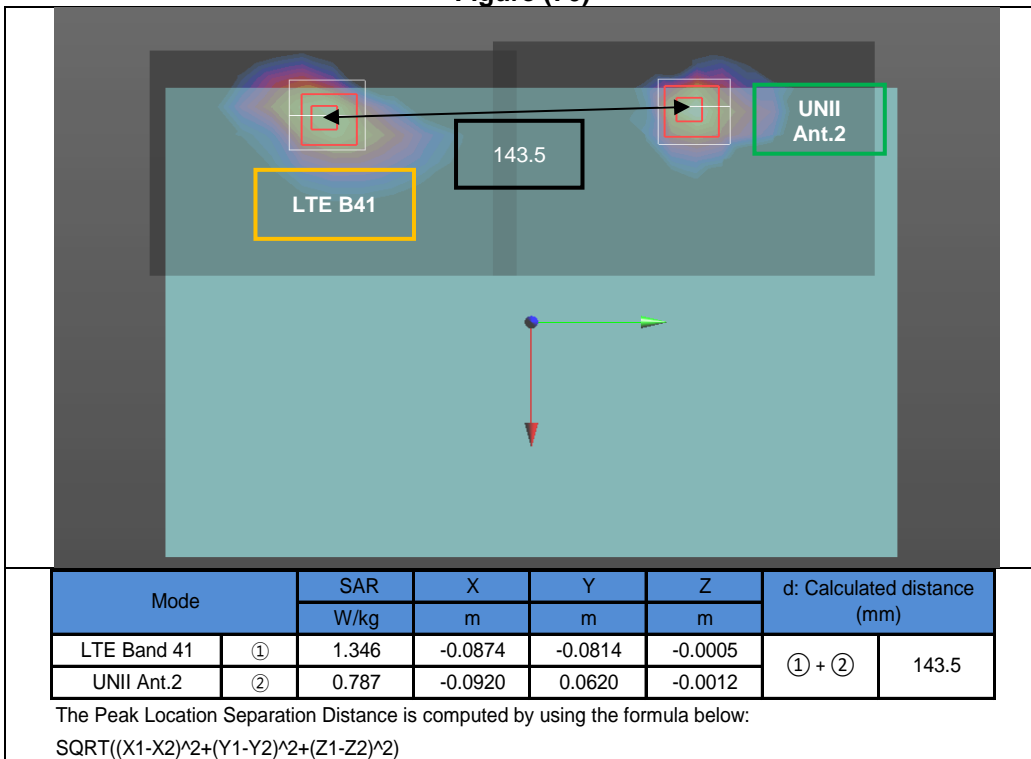 UNII
Ant.2
143.5
LTE B41
Mode SAR X Y Z d: Calculated distance
(mm)
W/kg m m m
LTE Band 41 ① 1.346 -0.0874 -0.0814 -0.0005 ① + ② 143.5
UNII Ant.2 ② 0.787 -0.0920 0.0620 -0.0012
The Peak Location Separation Distance is computed by using the formula below:
SQRT((X1-X2)^2+(Y1-Y2)^2+(Z1-Z2)^2)